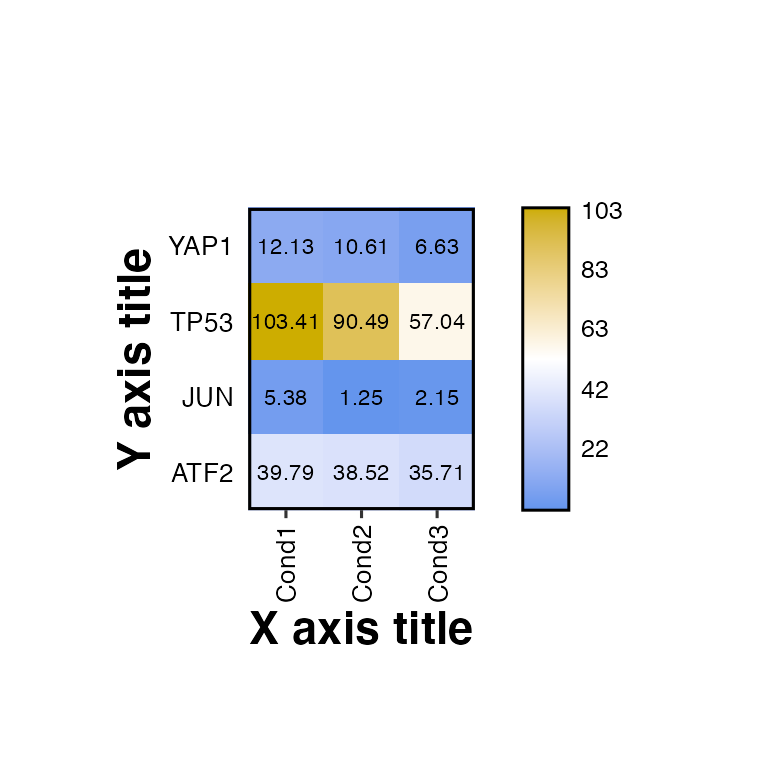 103
YAP1 12.13 10.61 6.63
83
TP53 103.41 90.49 57.04
63
Y axis title
JUN 5.38 1.25 2.15
42
22
ATF2 39.79 38.52 35.71
Cond1 Cond2 Cond3
X axis title